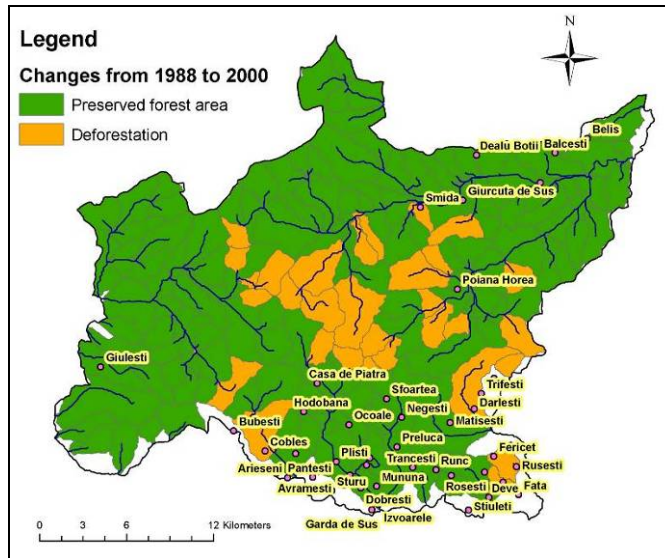 N
Legend
Changes from 1988 to 2000
Preserved forest area
Deforestation
Belis
Dealu Botii
Balcesti
Smida
Giurcuta de Sus
Poiana Horea
Giulesti
Casa de Piatra
Trifesti
Sfoartea
Darlesti
Hodobana
Negesti
Ocoale
Matisesti
Bubesti
Preluca
Cobles
Fericet
Plisti
Trancesti
Runc
Rusesti
Arieseni
Pantesti
Sturu
Mununa
Rosesti
Deve
Fata
Avramesti
Dobresti
Stiuleti
Garda de Sus
Izvoarele
0 3 6 12 Kilometers